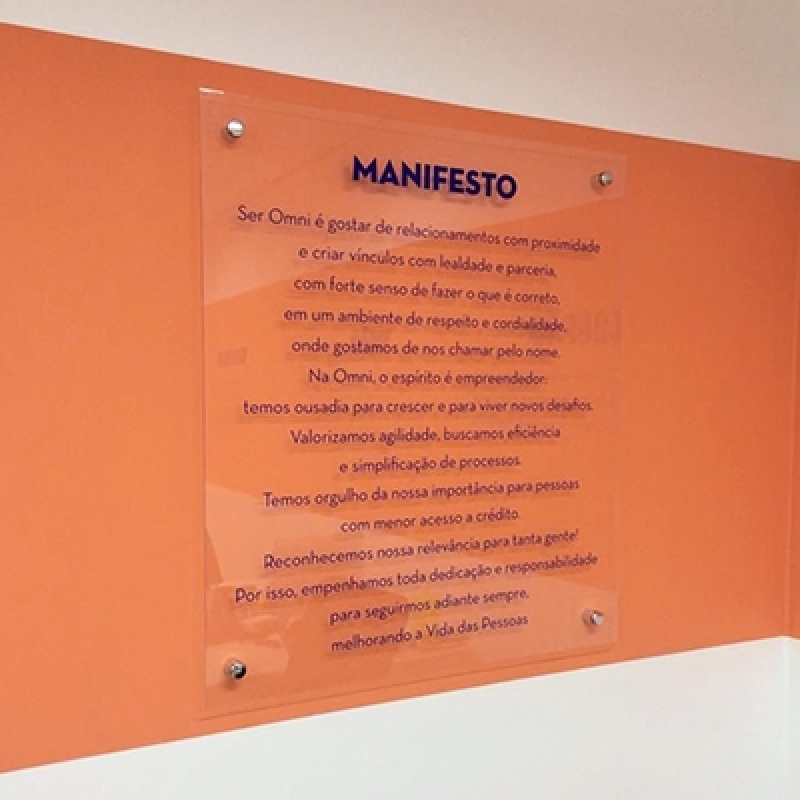 MANIFESTO
Ser Omni é gostar de relacionamentos com proximidade
e criar vínculos com lealdade e parceria,
com forte senso de fazer o que é correto,
em um ambiente de respeito e cordialidade,
onde gostamos de nos chamar pelo nome.
Na Omni, o espírito é empreendedor:
temos ousadia para crescer e para viver novos desafios.
Valorizamos agilidade, buscamos eficiência
e simplificação de processos.
Temos orgulho da nossa importância para pessoas
com menor acesso a crédito.
Reconhecemos nossa relevância para tanta gente!
Por isso, empenhamos toda dedicação e responsabilidade
para seguirmos adiante sempre,
melhorando a Vida das Pessoas